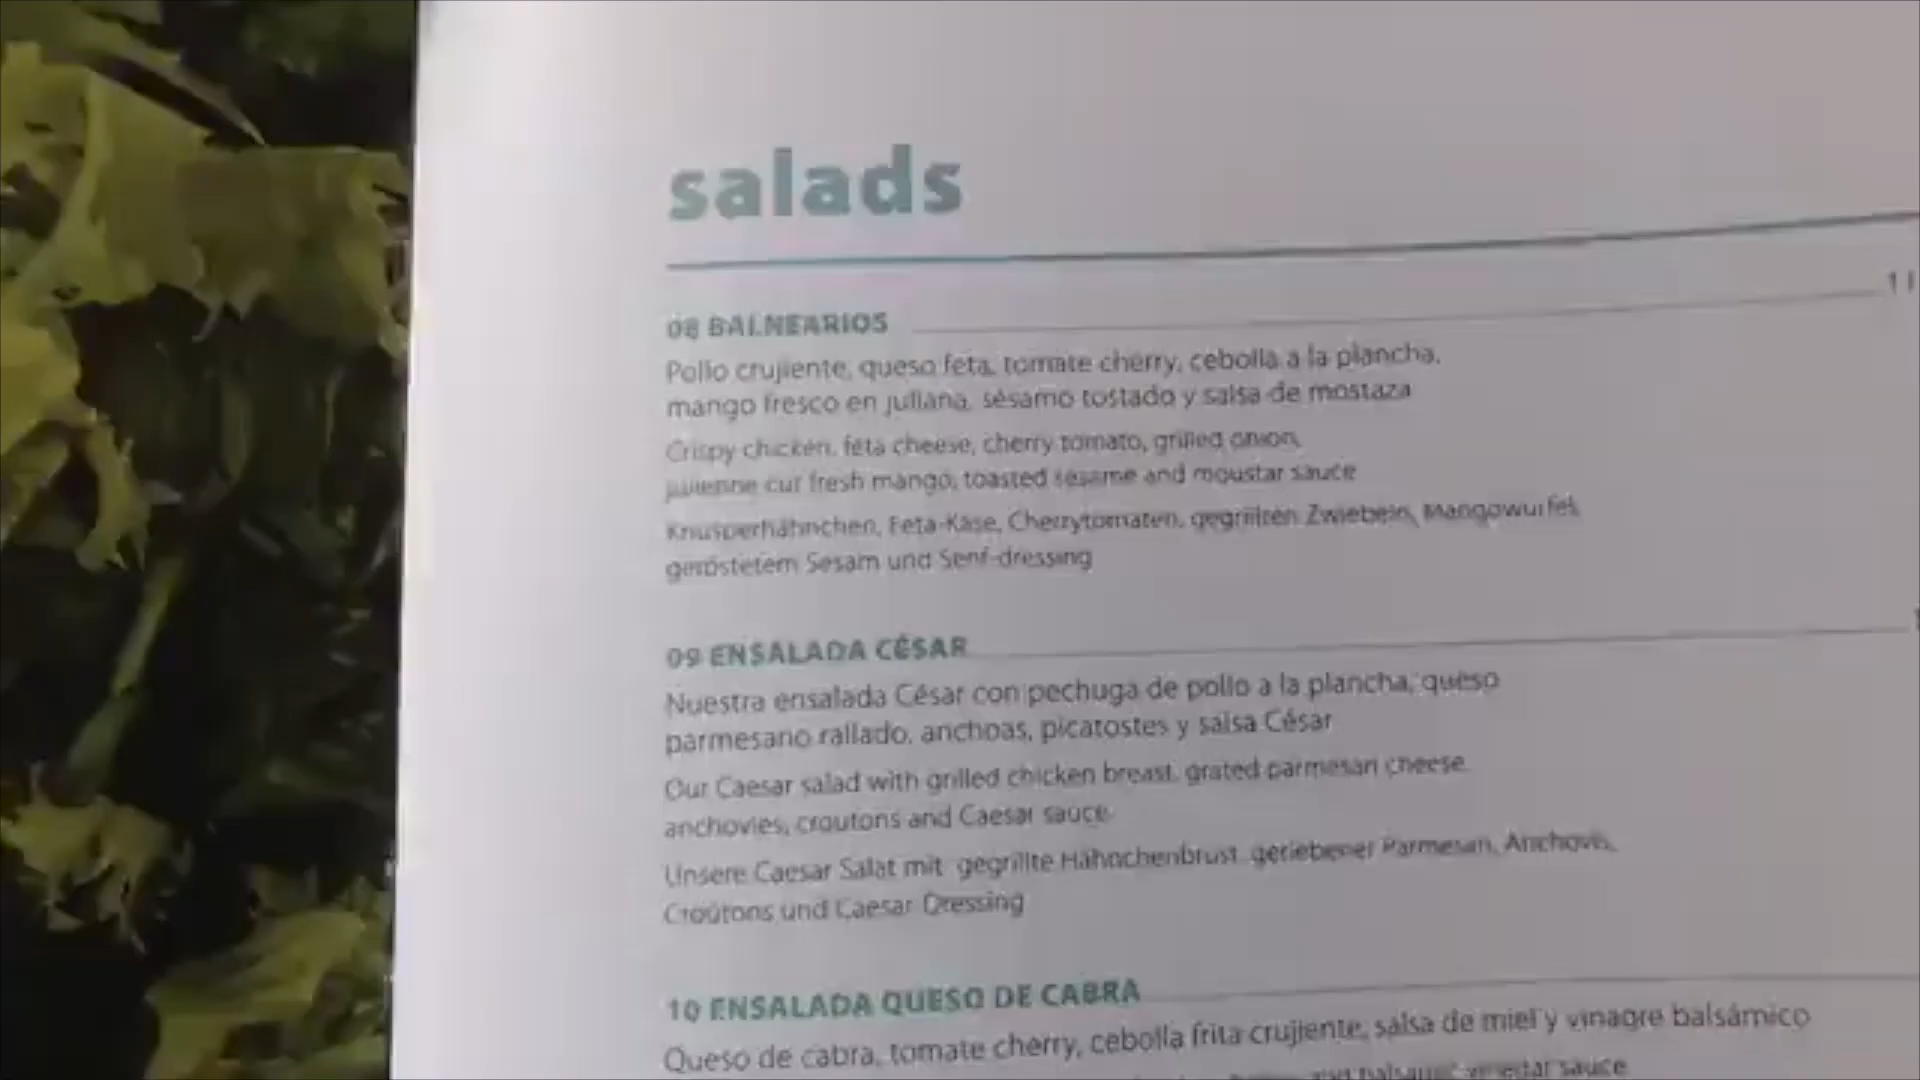 salads
08 BALNEARIOS 11
Pollo crujiente, queso feta, tomate cherry, cebolla a la plancha,
mango fresco en juliana, sésamo tostado y salsa de mostaza
Crispy chicken, feta cheese, cherry tomato, grilled onion,
julienne cut fresh mango, toasted sesame and moustar sauce
Knusperhähnchen, Feta-Käse, Cherrytomaten, gegrillten Zwiebeln, Mangowürfel,
geröstetem Sesam und Senf-dressing
09 ENSALADA CÉSAR
Nuestra ensalada César con pechuga de pollo a la plancha, queso
parmesano rallado, anchoas, picatostes y salsa César
Our Caesar salad with grilled chicken breast, grated parmesan cheese,
anchovies, croutons and Caesar sauce
Unsere Caesar Salat mit gegrillte Hähnchenbrust, geriebener Parmesan, Anchovis,
Croûtons und Caesar Dressing
10 ENSALADA QUESO DE CABRA
Queso de cabra, tomate cherry, cebolla frita crujiente, salsa de miel y vinagre balsámico
and balsamic vinegar sauce